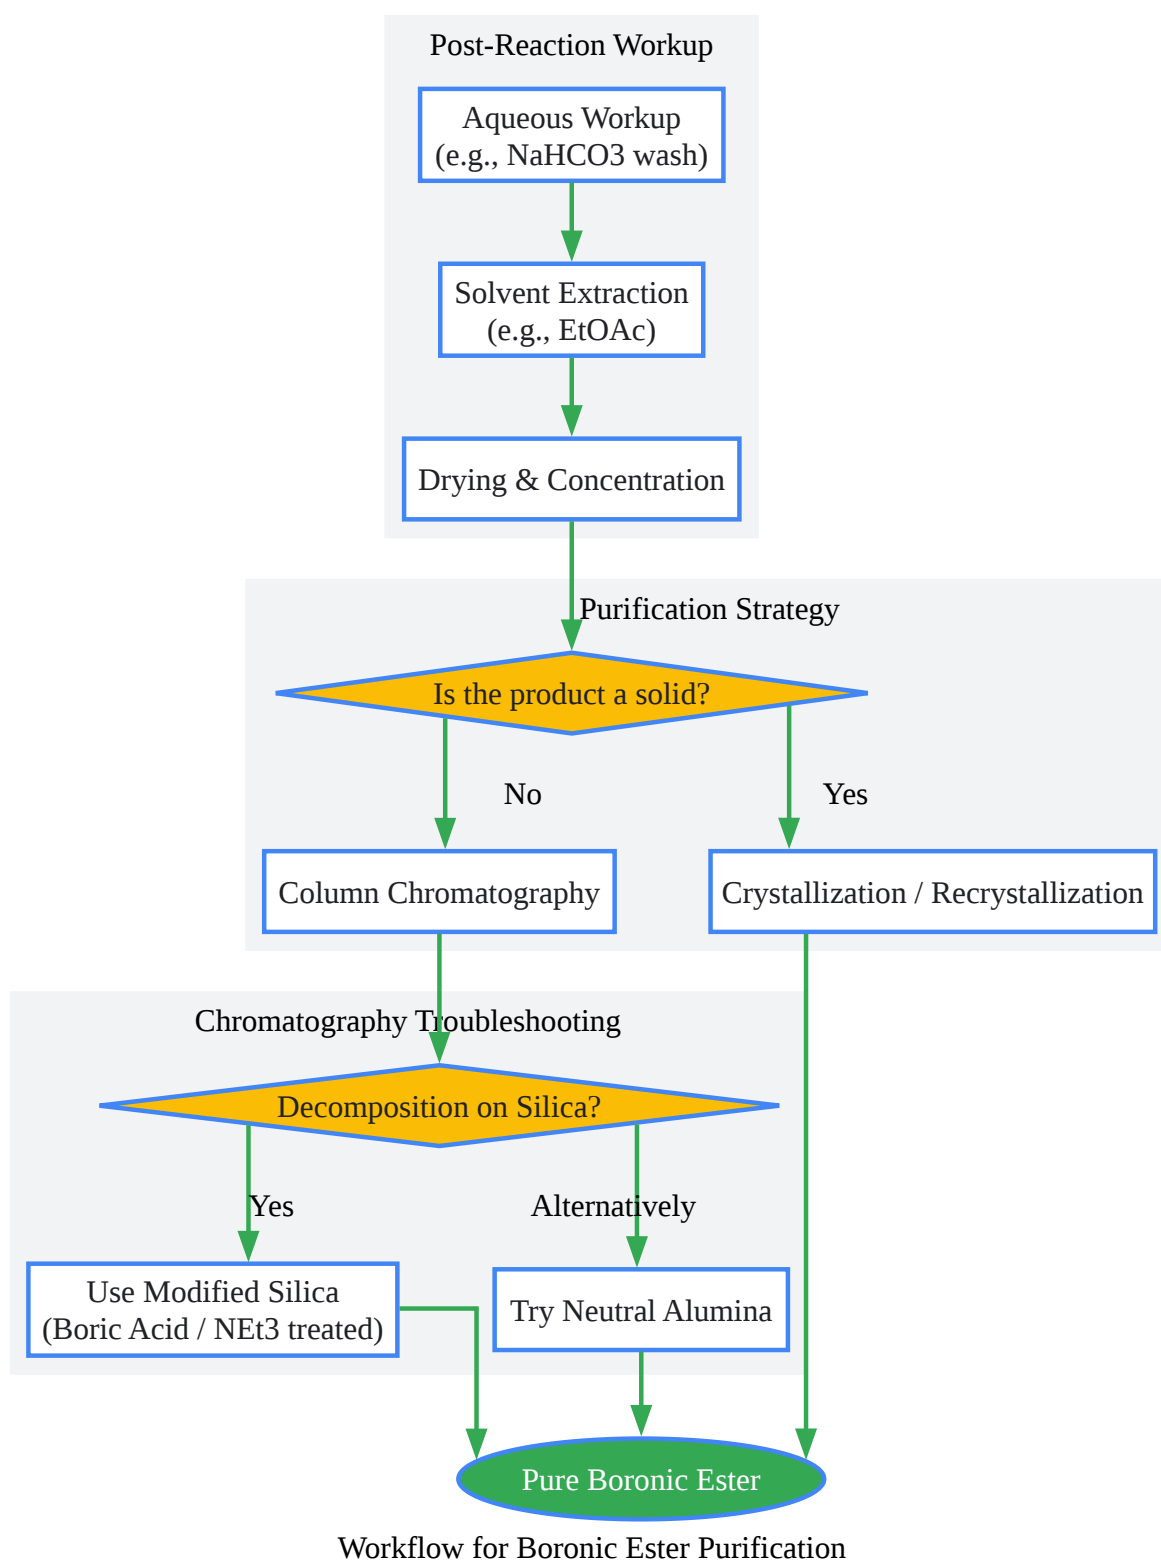 Post-Reaction Workup
Aqueous Workup
(e.g., NaHCO3 wash)
Solvent Extraction
(e.g., EtOAc)
Drying & Concentration
Purification Strategy
Is the product a solid?
No
Yes
Column Chromatography
Crystallization / Recrystallization
Chromatography Troubleshooting
Decomposition on Silica?
Yes
Alternatively
Use Modified Silica
(Boric Acid / NEt3 treated)
Try Neutral Alumina
Pure Boronic Ester
Workflow for Boronic Ester Purification